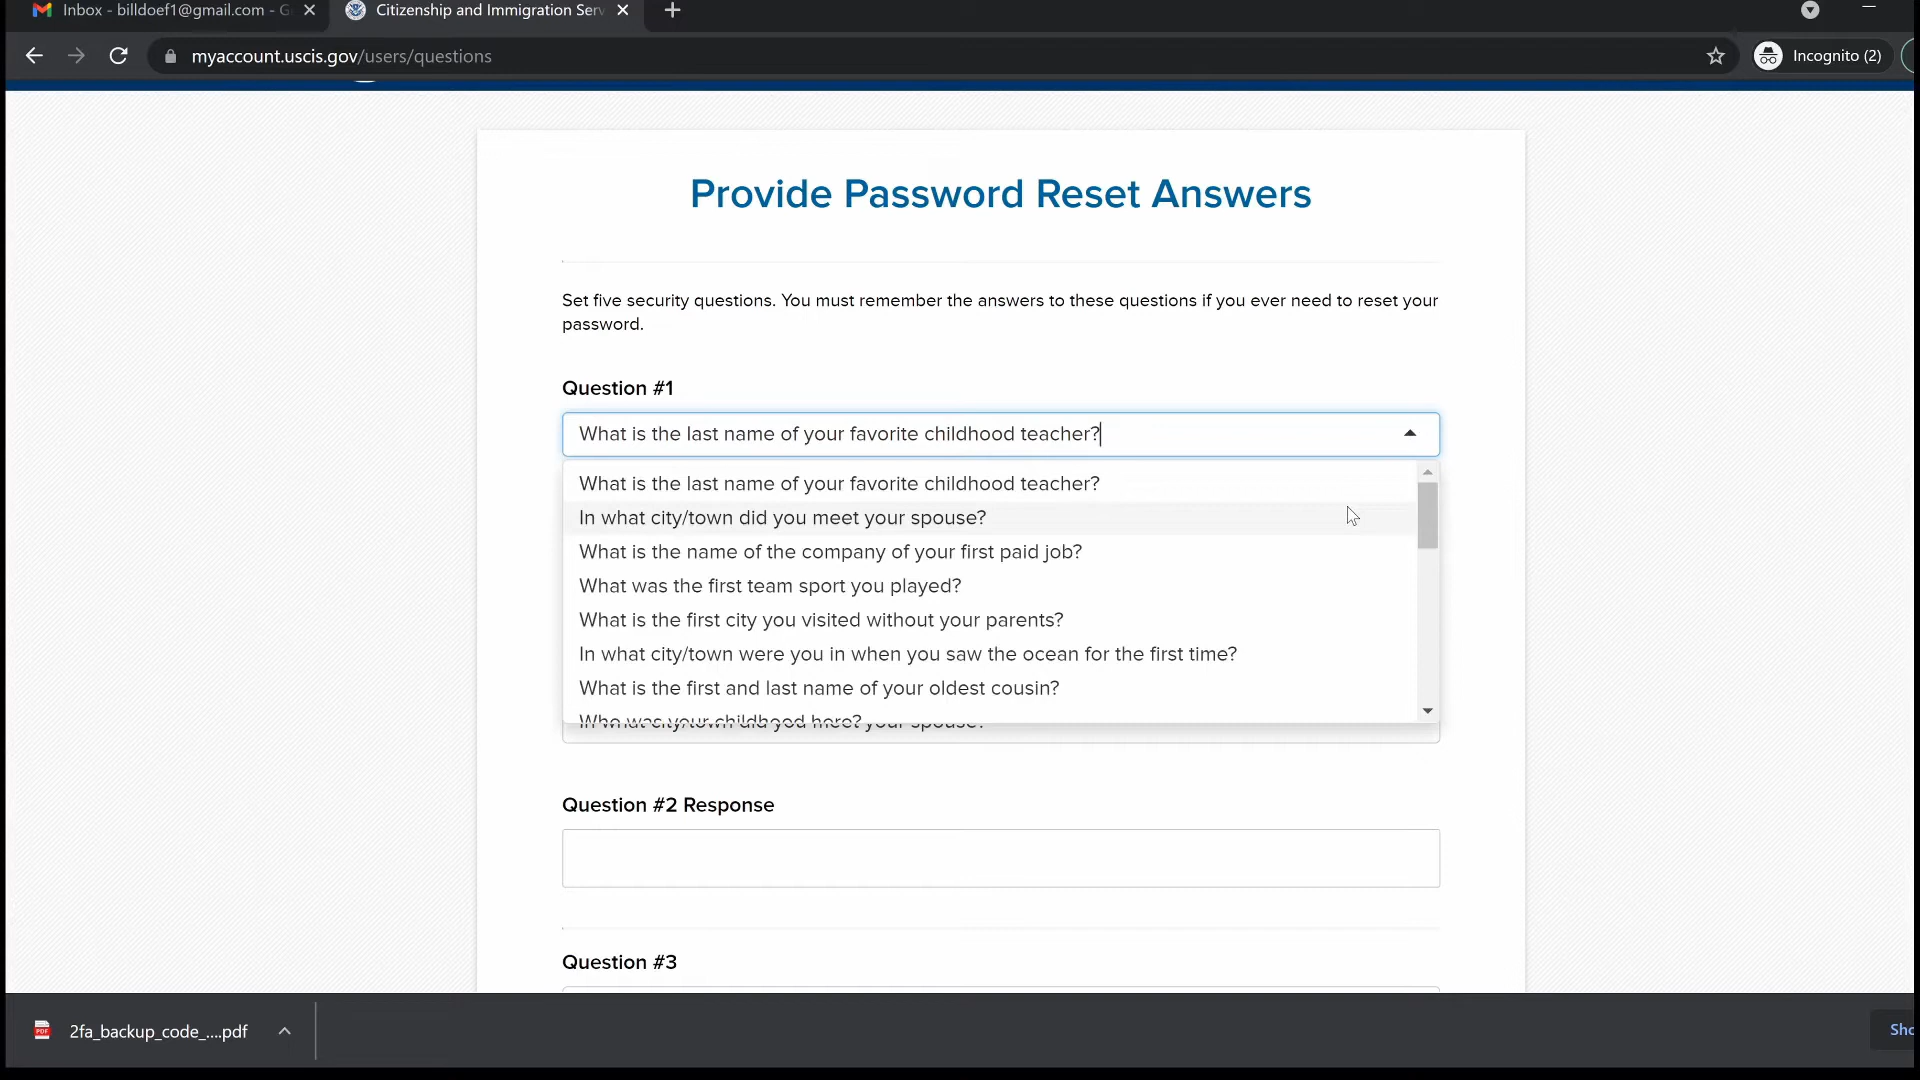 Inbox - billdoef1@gmail.com - G
Citizenship and Immigration Serv
myaccount.uscis.gov/users/questions
Incognito (2)
Provide Password Reset Answers
Set five security questions. You must remember the answers to these questions if you ever need to reset your
password.
Question #1
What is the last name of your favorite childhood teacher?
What is the last name of your favorite childhood teacher?
In what city/town did you meet your spouse?
What is the name of the company of your first paid job?
What was the first team sport you played?
What is the first city you visited without your parents?
In what city/town were you in when you saw the ocean for the first time?
What is the first and last name of your oldest cousin?
Who was your childhood hero?
Question #2 Response
Question #3
2fa_backup_code_....pdf
PDF